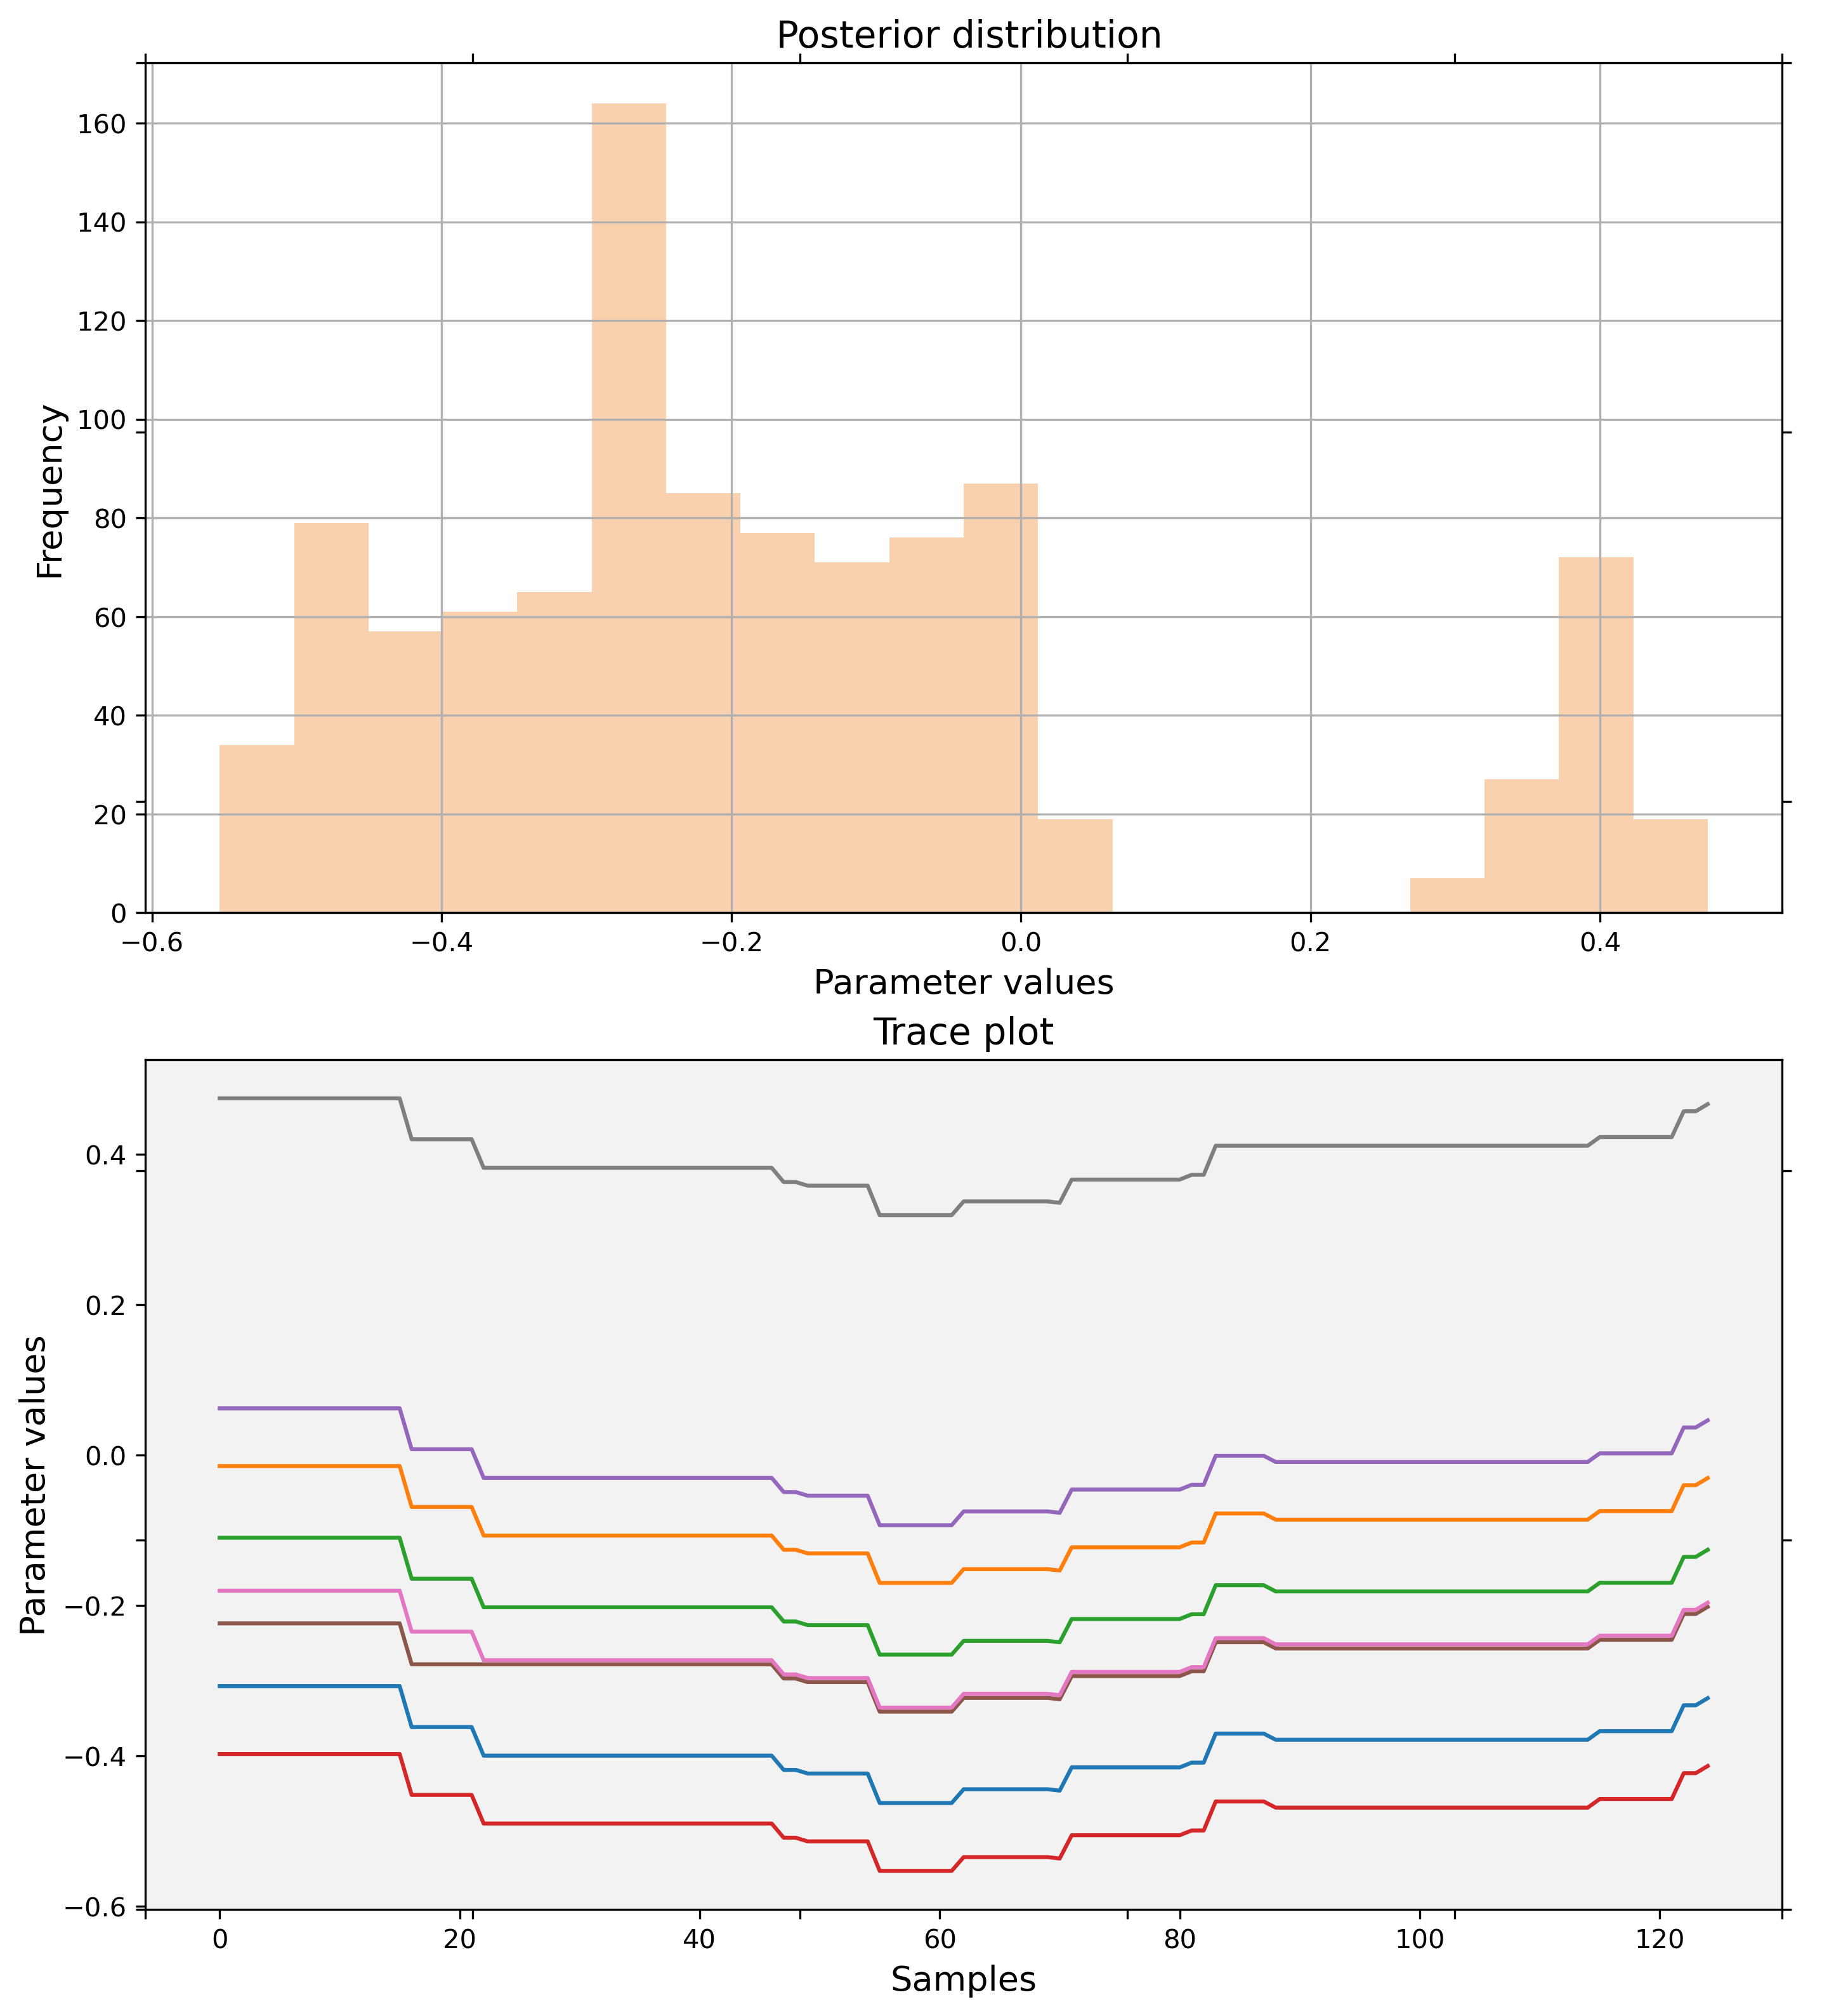 Posterior distribution
160
140
120
100
80
60
40
20
0
Frequency
−0.6 −0.4 −0.2 0.0 0.2 0.4
Parameter values
Trace plot
0.4
0.2
0.0
−0.2
−0.4
−0.6
Parameter values
0 20 40 60 80 100 120
Samples